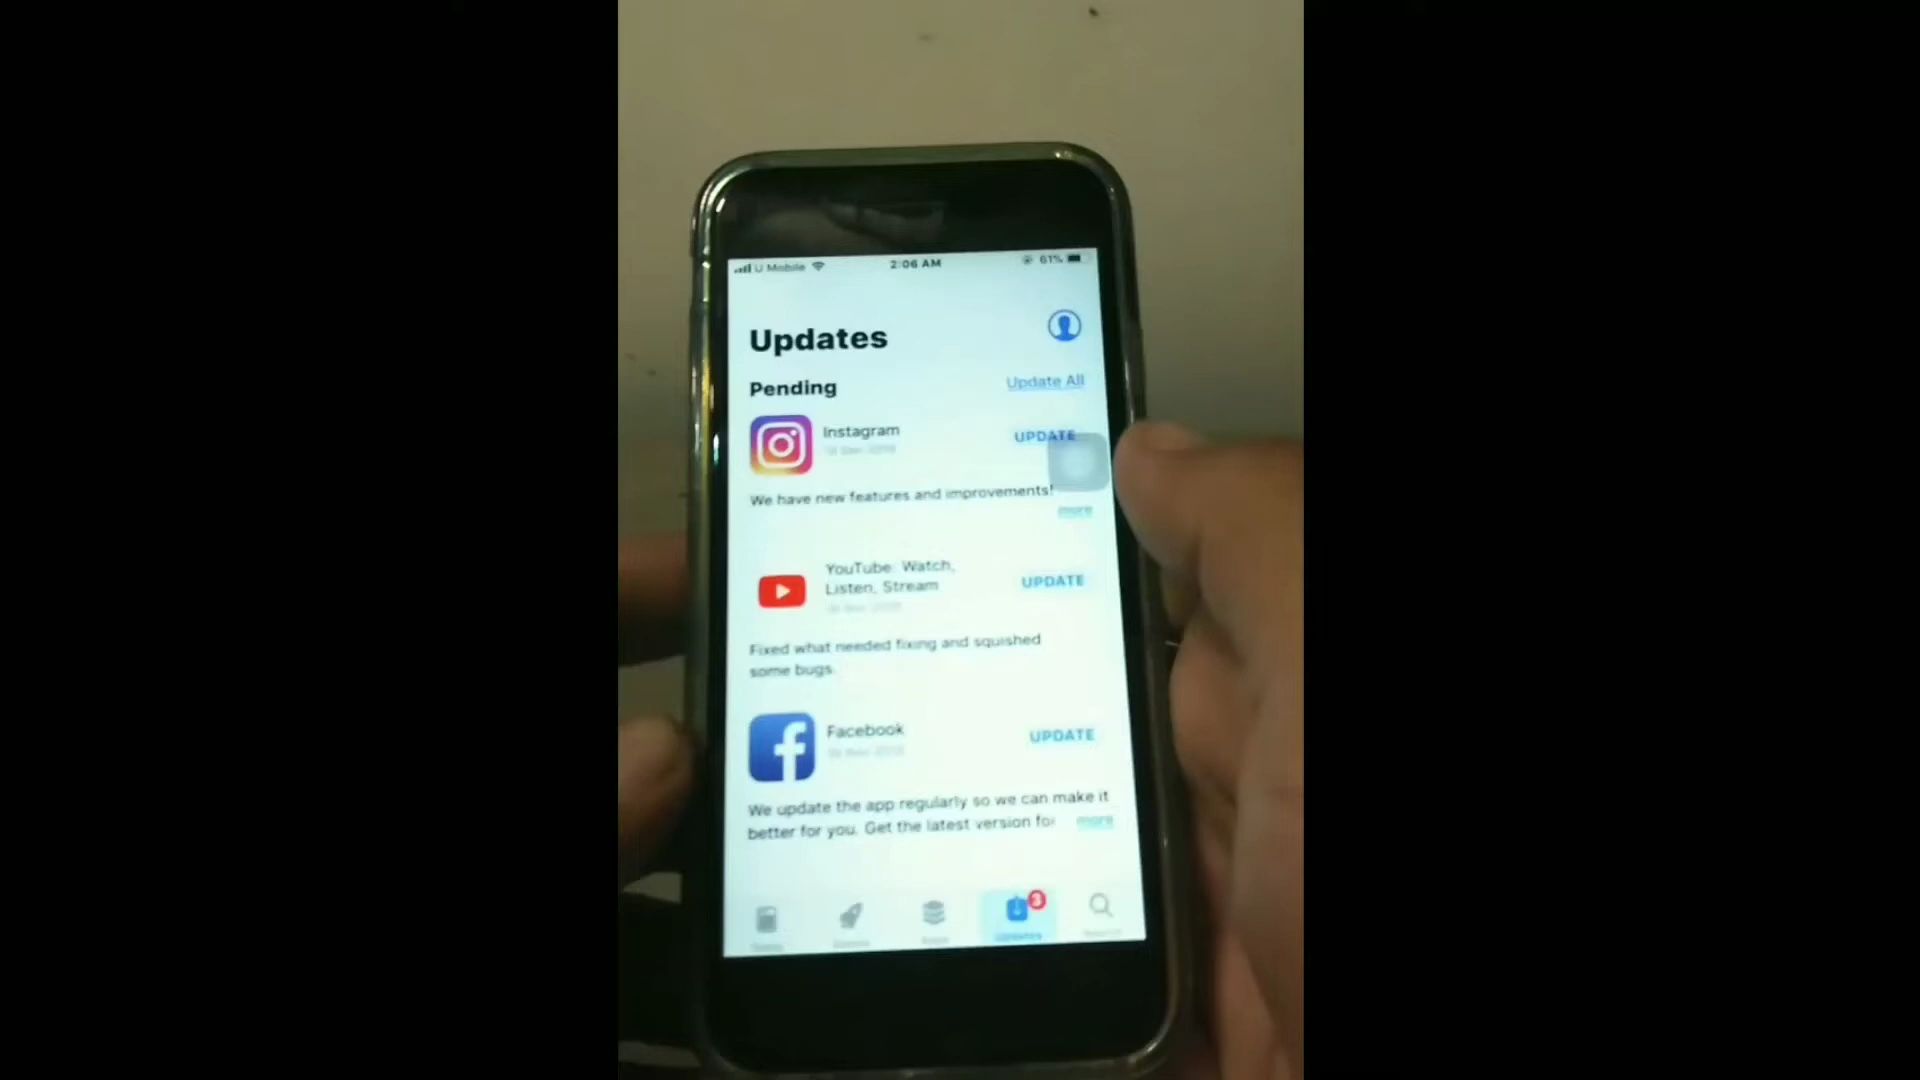 U Mobile
2:06 AM
61%
Updates
Pending
Update All
Instagram
UPDATE
We have new features and improvements!
more
YouTube: Watch,
Listen, Stream
UPDATE
Fixed what needed fixing and squished
some bugs.
Facebook
UPDATE
We update the app regularly so we can make it
better for you. Get the latest version for
more
3
Updates